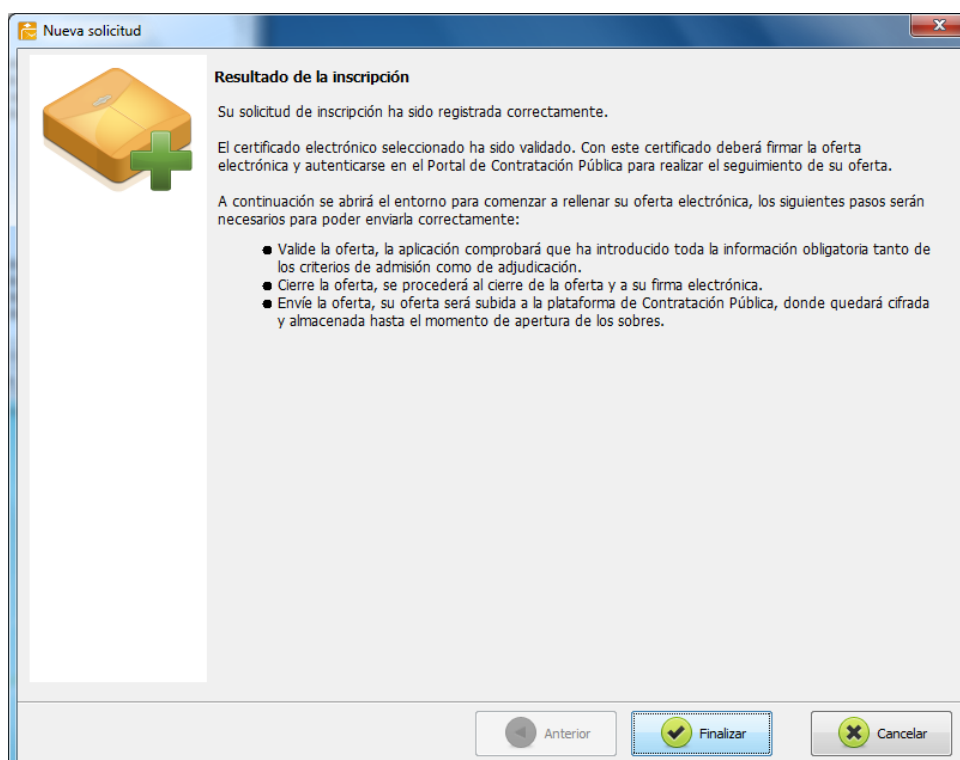 Nueva solicitud
Resultado de la inscripción
Su solicitud de inscripción ha sido registrada correctamente.
El certificado electrónico seleccionado ha sido validado. Con este certificado deberá firmar la oferta
electrónica y autenticarse en el Portal de Contratación Pública para realizar el seguimiento de su oferta.
A continuación se abrirá el entorno para comenzar a rellenar su oferta electrónica, los siguientes pasos serán
necesarios para poder enviarla correctamente:
● Valide la oferta, la aplicación comprobará que ha introducido toda la información obligatoria tanto de
los criterios de admisión como de adjudicación.
● Cierre la oferta, se procederá al cierre de la oferta y a su firma electrónica.
● Envíe la oferta, su oferta será subida a la plataforma de Contratación Pública, donde quedará cifrada
y almacenada hasta el momento de apertura de los sobres.
Anterior
Finalizar
Cancelar